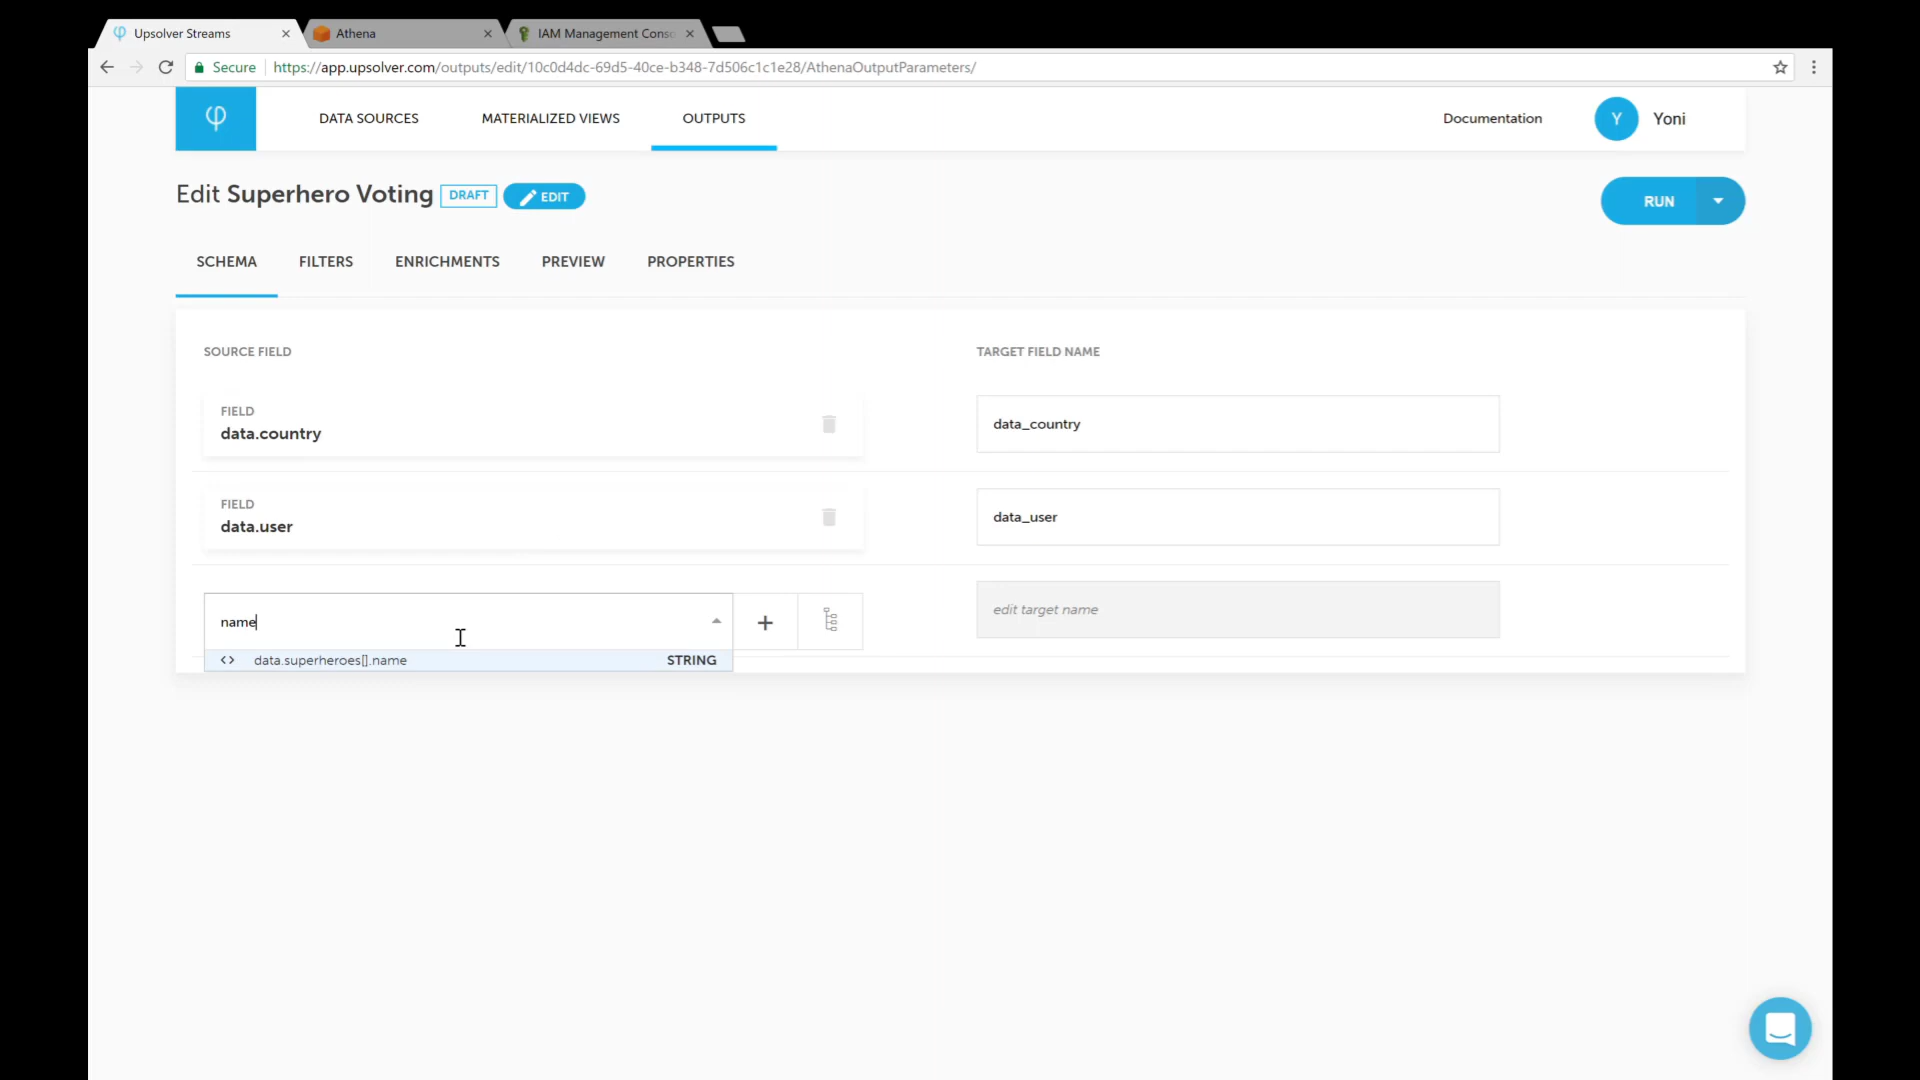 Upsolver Streams
Athena
IAM Management Conso
Secure https://app.upsolver.com/outputs/edit/10c0d4dc-69d5-40ce-b348-7d506c1c1e28/AthenaOutputParameters/
φ
DATA SOURCES
MATERIALIZED VIEWS
OUTPUTS
Documentation
Y
Yoni
Edit Superhero Voting DRAFT EDIT
RUN
SCHEMA
FILTERS
ENRICHMENTS
PREVIEW
PROPERTIES
SOURCE FIELD
TARGET FIELD NAME
FIELD
data.country
data_country
FIELD
data.user
data_user
name
edit target name
<> data.superheroes[].name STRING